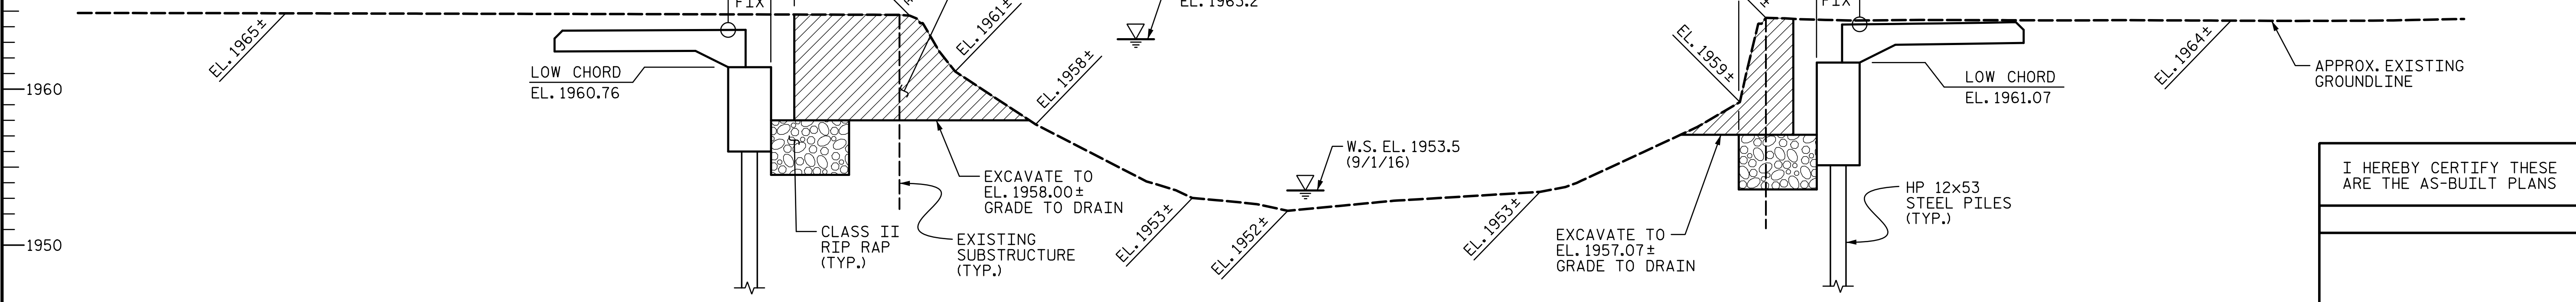 FIX
EL. 1963.2
FIX
EL. 1965±
EL. 1961±
EL. 1959±
EL. 1964±
LOW CHORD
EL. 1960.76
EL. 1958±
LOW CHORD
EL. 1961.07
APPROX. EXISTING
GROUNDLINE
1960
W.S. EL. 1953.5
(9/1/16)
EXCAVATE TO
EL. 1958.00±
GRADE TO DRAIN
HP 12x53
STEEL PILES
(TYP.)
I HEREBY CERTIFY THESE
ARE THE AS-BUILT PLANS
CLASS II
RIP RAP
(TYP.)
EXISTING
SUBSTRUCTURE
(TYP.)
EL. 1953±
EL. 1952±
EL. 1953±
EXCAVATE TO
EL. 1957.07±
GRADE TO DRAIN
1950